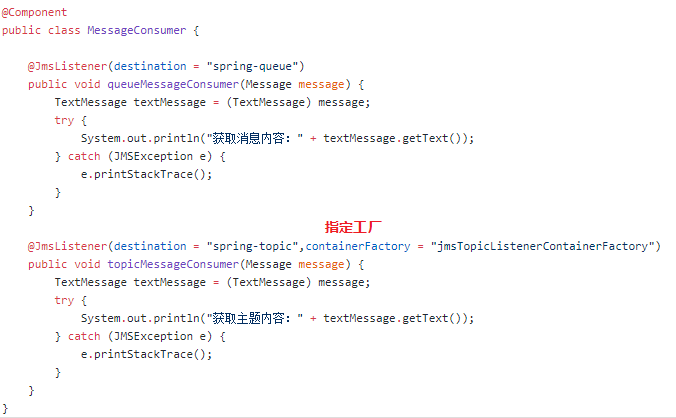 @Component
public class MessageConsumer {
    @JmsListener(destination = "spring-queue")
    public void queueMessageConsumer(Message message) {
        TextMessage textMessage = (TextMessage) message;
        try {
            System.out.println("获取消息内容：" + textMessage.getText());
        } catch (JMSException e) {
            e.printStackTrace();
        }
    }
指定工厂
    @JmsListener(destination = "spring-topic",containerFactory = "jmsTopicListenerContainerFactory")
    public void topicMessageConsumer(Message message) {
        TextMessage textMessage = (TextMessage) message;
        try {
            System.out.println("获取主题内容：" + textMessage.getText());
        } catch (JMSException e) {
            e.printStackTrace();
        }
    }
}